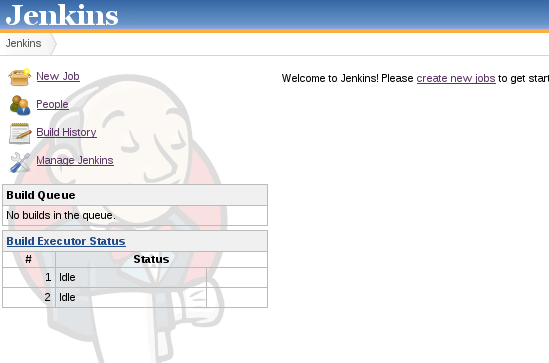 Jenkins
Jenkins
New Job
People
Build History
Manage Jenkins
Welcome to Jenkins! Please create new jobs to get start
Build Queue
No builds in the queue.
Build Executor Status
# Status
1 Idle
2 Idle